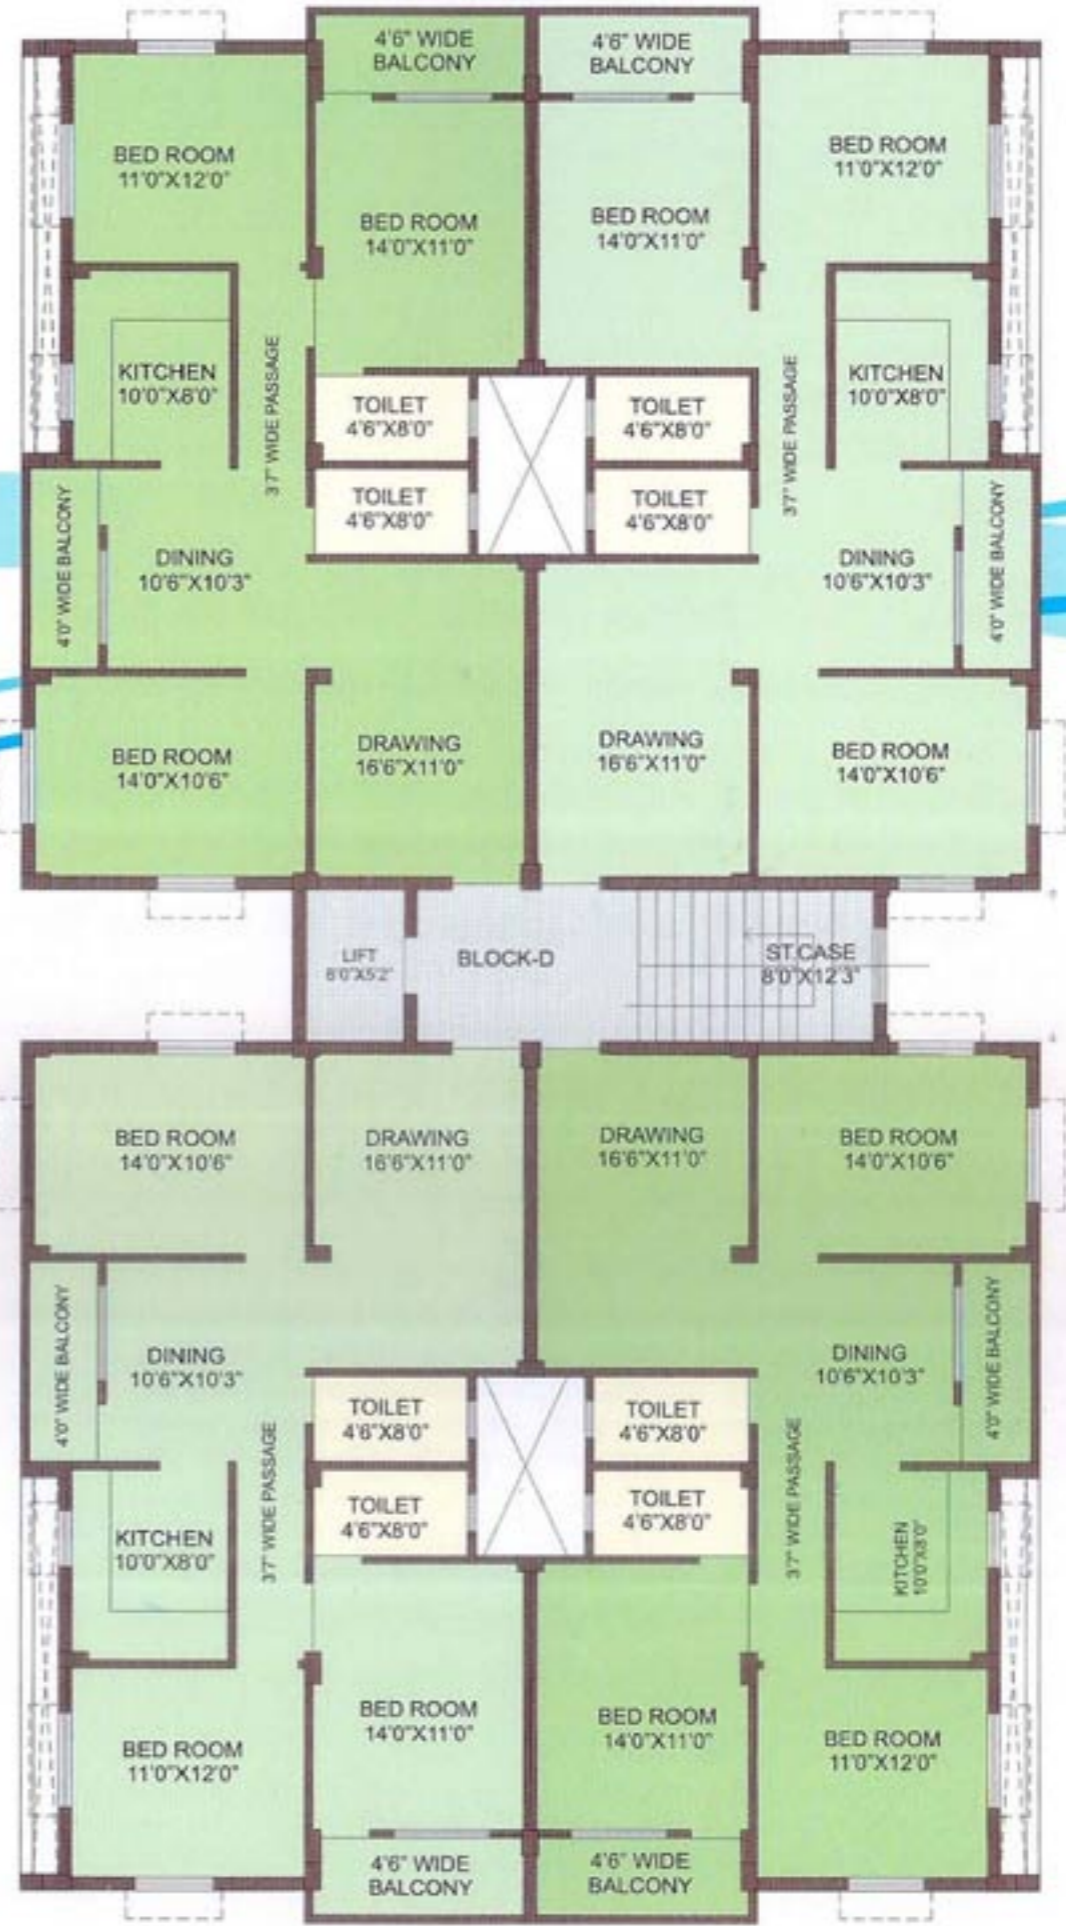 4'6" WIDE
BALCONY
4'6" WIDE
BALCONY
BED ROOM
11'0"X12'0"
BED ROOM
11'0"X12'0"
BED ROOM
14'0"X11'0"
BED ROOM
14'0"X11'0"
KITCHEN
10'0"X8'0"
3'7" WIDE PASSAGE
TOILET
4'6"X8'0"
TOILET
4'6"X8'0"
3'7" WIDE PASSAGE
KITCHEN
10'0"X8'0"
TOILET
4'6"X8'0"
TOILET
4'6"X8'0"
4'0" WIDE BALCONY
DINING
10'6"X10'3"
DINING
10'6"X10'3"
4'0" WIDE BALCONY
BED ROOM
14'0"X10'6"
DRAWING
16'6"X11'0"
DRAWING
16'6"X11'0"
BED ROOM
14'0"X10'6"
LIFT
8'0"X5'2"
BLOCK-D
ST.CASE
8'0"X12'3"
BED ROOM
14'0"X10'6"
DRAWING
16'6"X11'0"
DRAWING
16'6"X11'0"
BED ROOM
14'0"X10'6"
4'0" WIDE BALCONY
DINING
10'6"X10'3"
DINING
10'6"X10'3"
4'0" WIDE BALCONY
TOILET
4'6"X8'0"
TOILET
4'6"X8'0"
KITCHEN
10'0"X8'0"
3'7" WIDE PASSAGE
TOILET
4'6"X8'0"
TOILET
4'6"X8'0"
3'7" WIDE PASSAGE
KITCHEN
10'0"X8'0"
BED ROOM
11'0"X12'0"
BED ROOM
14'0"X11'0"
BED ROOM
14'0"X11'0"
BED ROOM
11'0"X12'0"
4'6" WIDE
BALCONY
4'6" WIDE
BALCONY